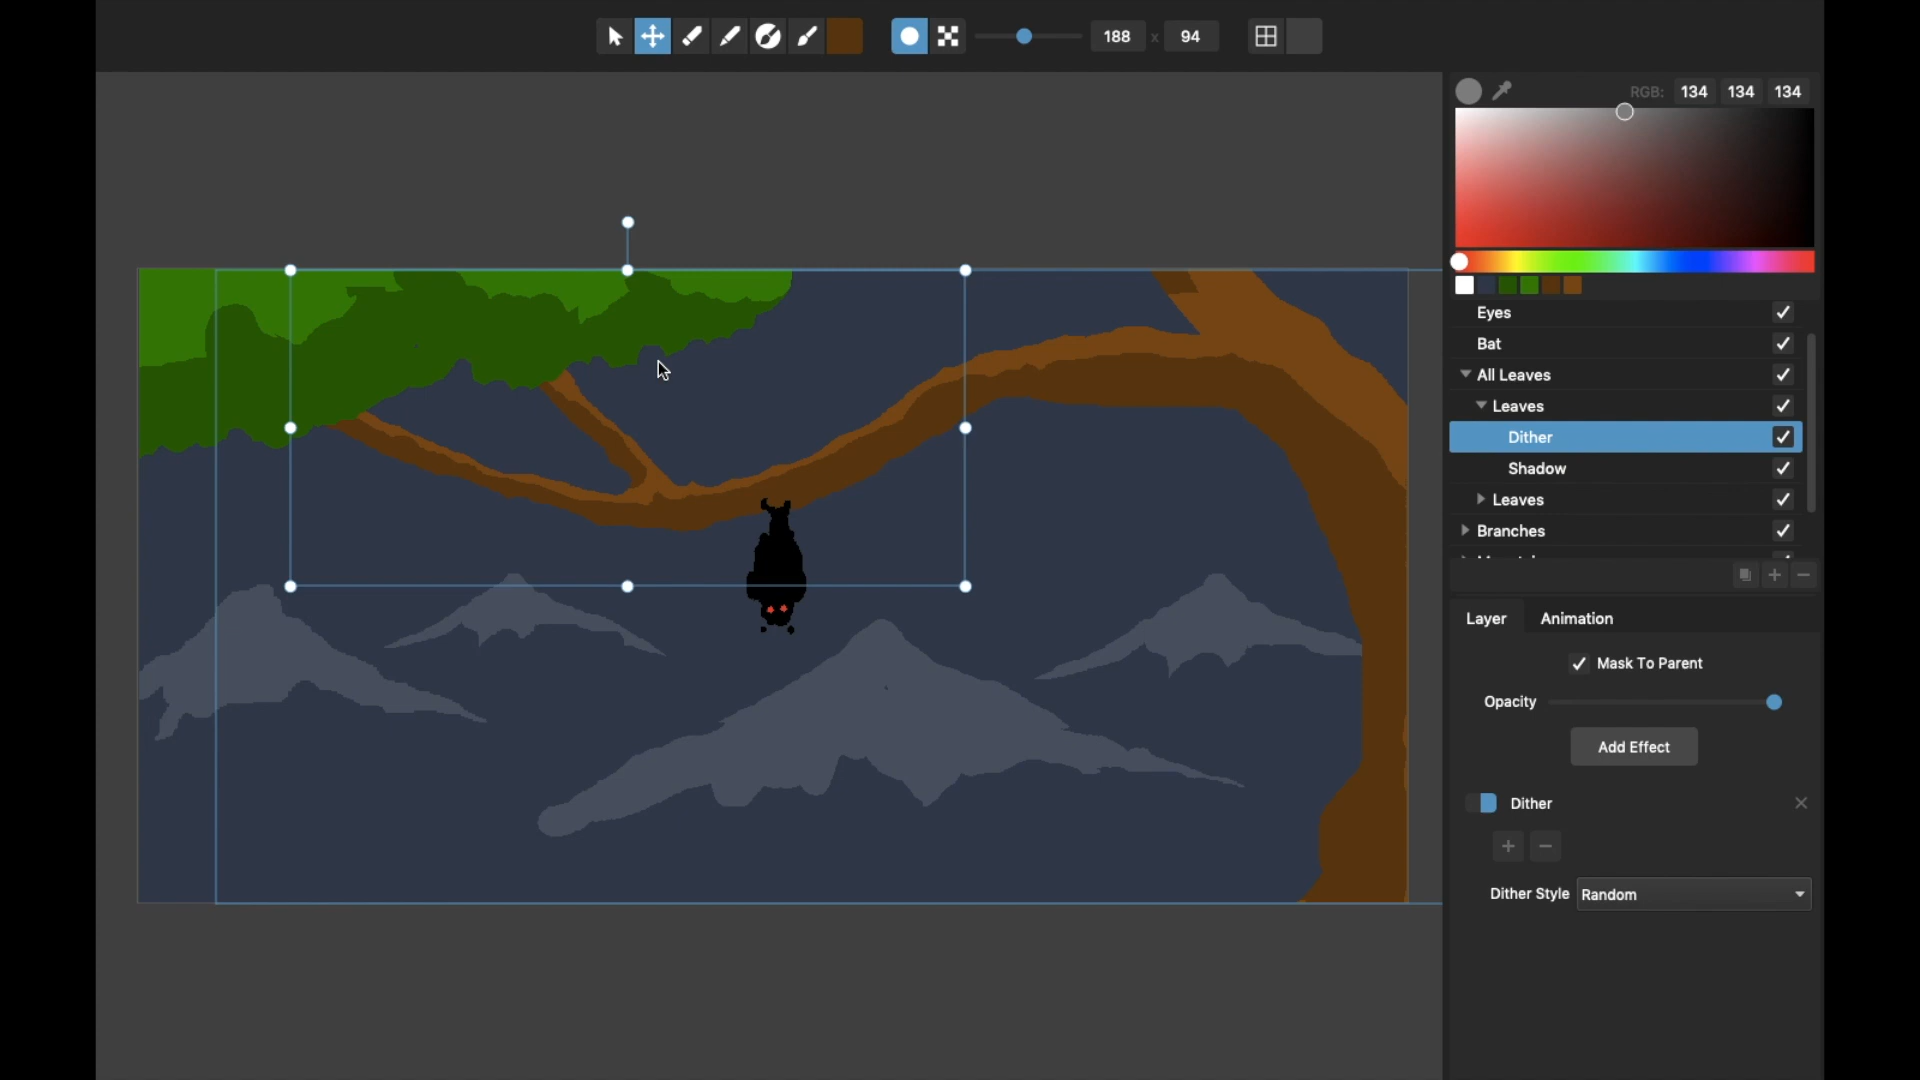 188 x 94
RGB: 134 134 134
Eyes
Bat
All Leaves
Leaves
Dither
Shadow
Leaves
Branches
Layer Animation
Mask To Parent
Opacity
Add Effect
Dither
Dither Style Random